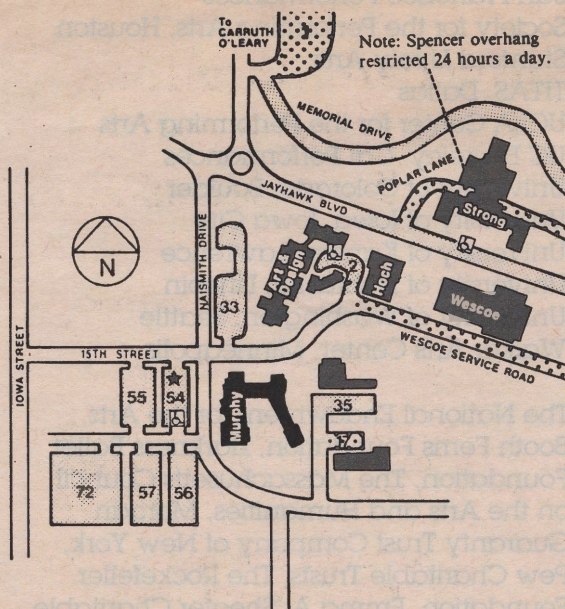 To
CARRUTH
O'LEARY
Note: Spencer overhang
restricted 24 hours a day.
MEMORIAL DRIVE
POPLAR LANE
JAYHAWK BLVD
Strong
NAISMITH DRIVE
Art &
Design
Hoch
Wescoe
N
33
IOWA STREET
15TH STREET
WESCOE SERVICE ROAD
55
54
Murphy
35
72
57
56